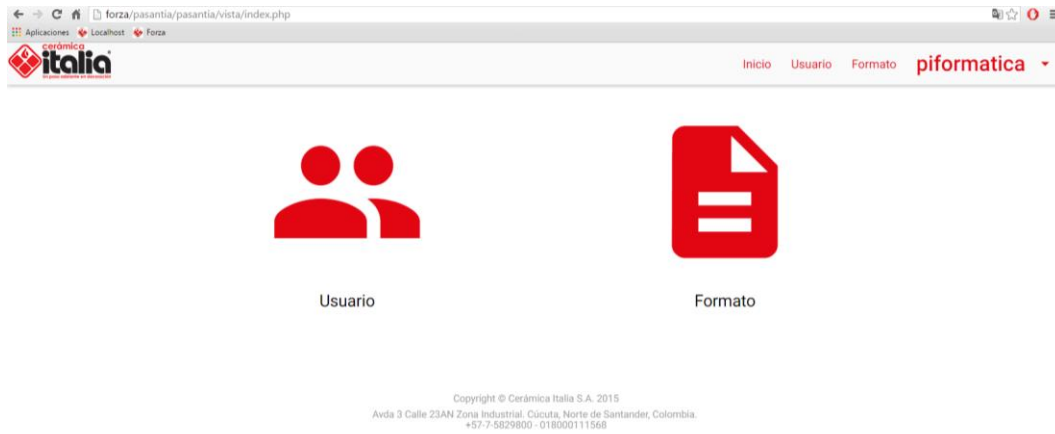 forza/pasantia/pasantia/vista/index.php
Aplicaciones Localhost Forza
cerámica
italia
Inicio Usuario Formato piformatica
Usuario Formato
Copyright © Cerámica Italia S.A. 2015
Avda 3 Calle 23AN Zona Industrial. Cúcuta, Norte de Santander, Colombia.
+57-7-5829800 - 018000111568